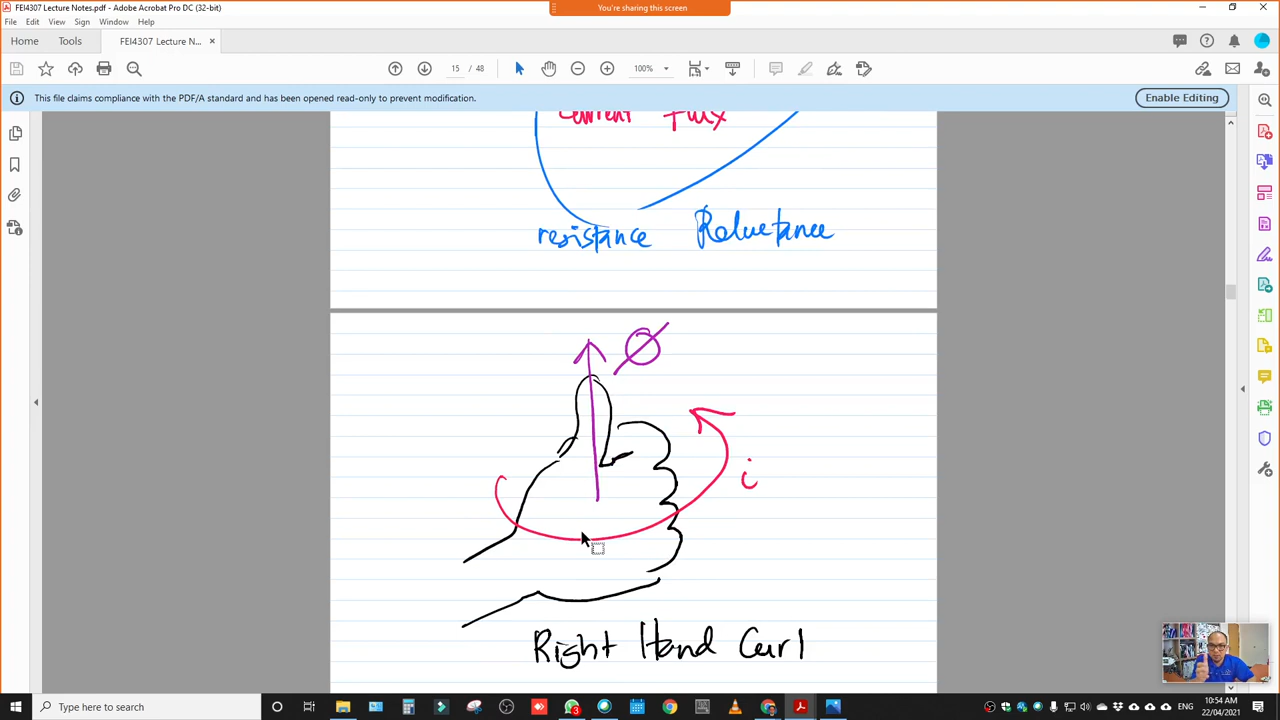 FEI4307 Lecture Notes.pdf - Adobe Acrobat Pro DC (32-bit)
You're sharing this screen
File Edit View Sign Window Help
Home Tools FEI4307 Lecture N... ×
15 / 48 100%
This file claims compliance with the PDF/A standard and has been opened read-only to prevent modification.
Enable Editing
Current Flux
resistance Reluctance
Ø
i
Right Hand Curl
Type here to search
3
ENG
10:54 AM
22/04/2021